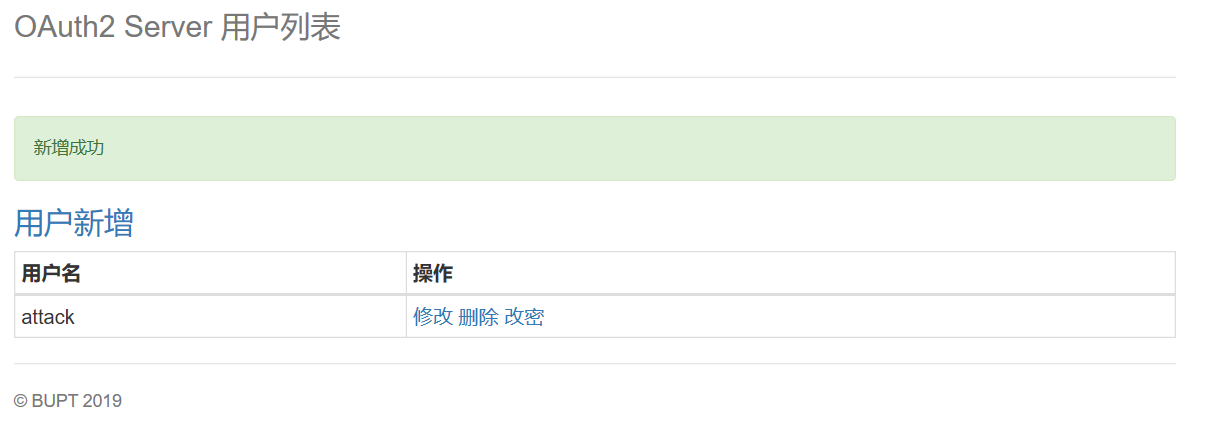 OAuth2 Server 用户列表
新增成功
用户新增
用户名 操作
attack 修改 删除 改密
© BUPT 2019